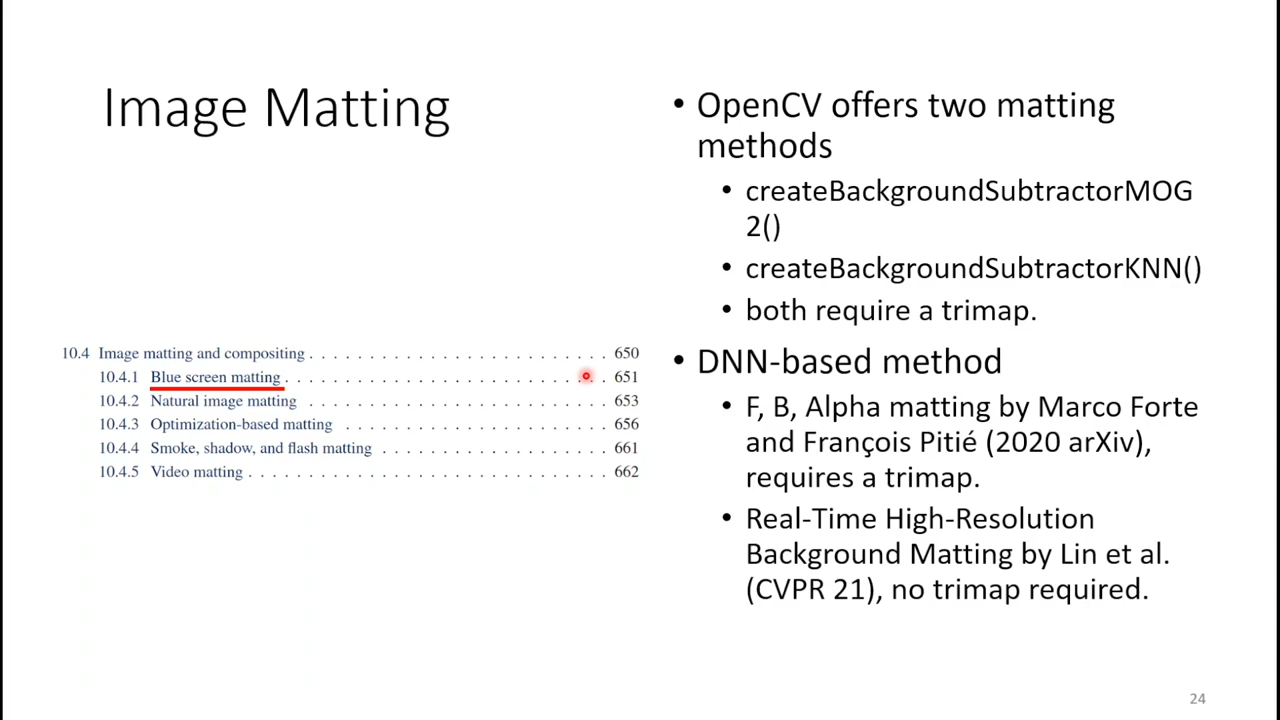 Image Matting
10.4 Image matting and compositing . . . . . . . . . . . . . . . . . . . . . . . . . 650
10.4.1 Blue screen matting . . . . . . . . . . . . . . . . . . . . . . . . . . . 651
10.4.2 Natural image matting . . . . . . . . . . . . . . . . . . . . . . . . . 653
10.4.3 Optimization-based matting . . . . . . . . . . . . . . . . . . . . . . 656
10.4.4 Smoke, shadow, and flash matting . . . . . . . . . . . . . . . . . . . 661
10.4.5 Video matting . . . . . . . . . . . . . . . . . . . . . . . . . . . . . . 662
• OpenCV offers two matting
methods
• createBackgroundSubtractorMOG
2()
• createBackgroundSubtractorKNN()
• both require a trimap.
• DNN-based method
• F, B, Alpha matting by Marco Forte
and François Pitié (2020 arXiv),
requires a trimap.
• Real-Time High-Resolution
Background Matting by Lin et al.
(CVPR 21), no trimap required.
24